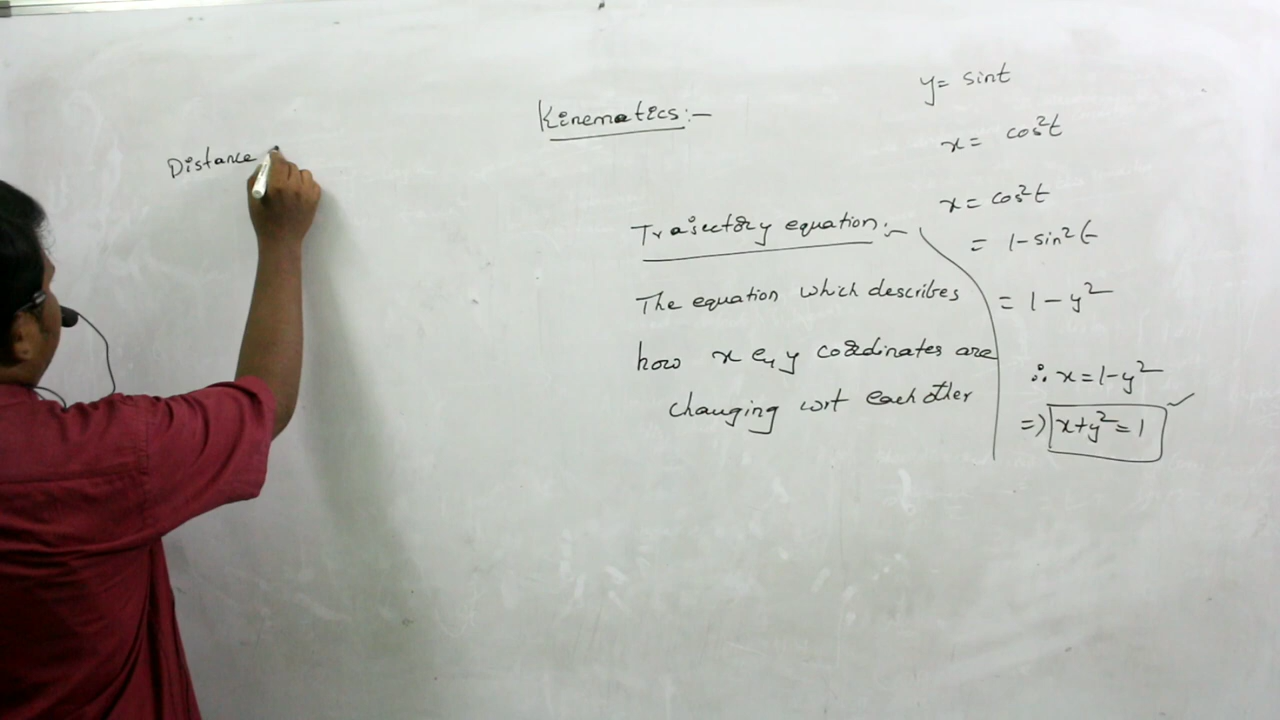 Kinematics:-
Distance
Trajectory equation:-
The equation which describes
how x & y coordinates are
changing wrt each other
y= sint
x= cos²t
x= cos²t
= 1-sin²t
= 1-y²
∴ x=1-y²
=) x+y²=1 ✓